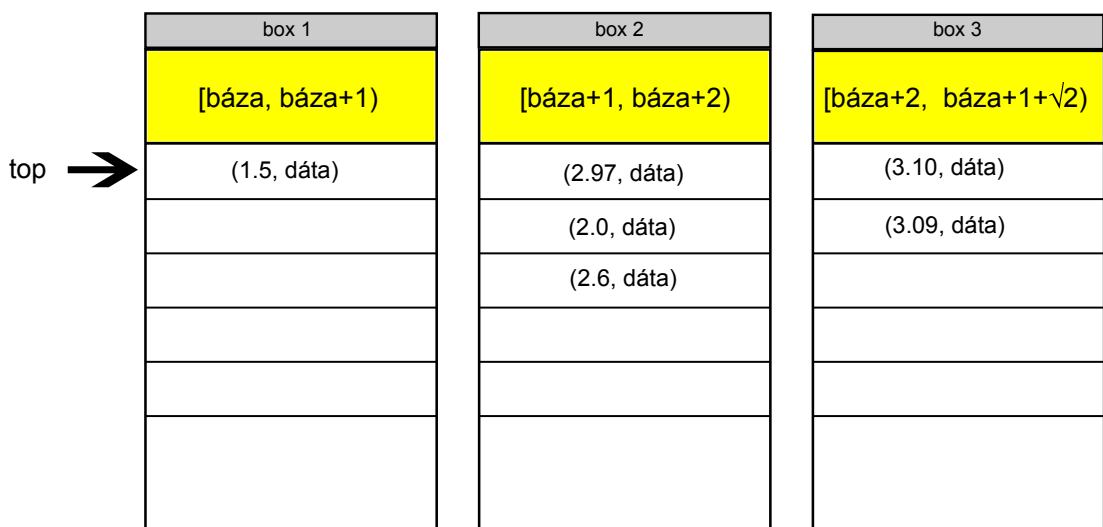 box 1
box 2
box 3
[báza, báza+1)
[báza+1, báza+2)
[báza+2, báza+1+√2)
top
(1.5, dáta)
(2.97, dáta)
(3.10, dáta)
(2.0, dáta)
(3.09, dáta)
(2.6, dáta)